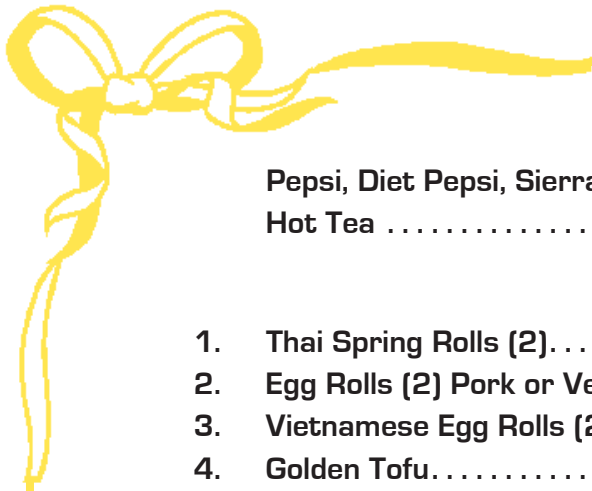 Pepsi, Diet Pepsi, Sierra
Hot Tea ..............
1. Thai Spring Rolls (2)...
2. Egg Rolls (2) Pork or Ve
3. Vietnamese Egg Rolls (2
4. Golden Tofu...........